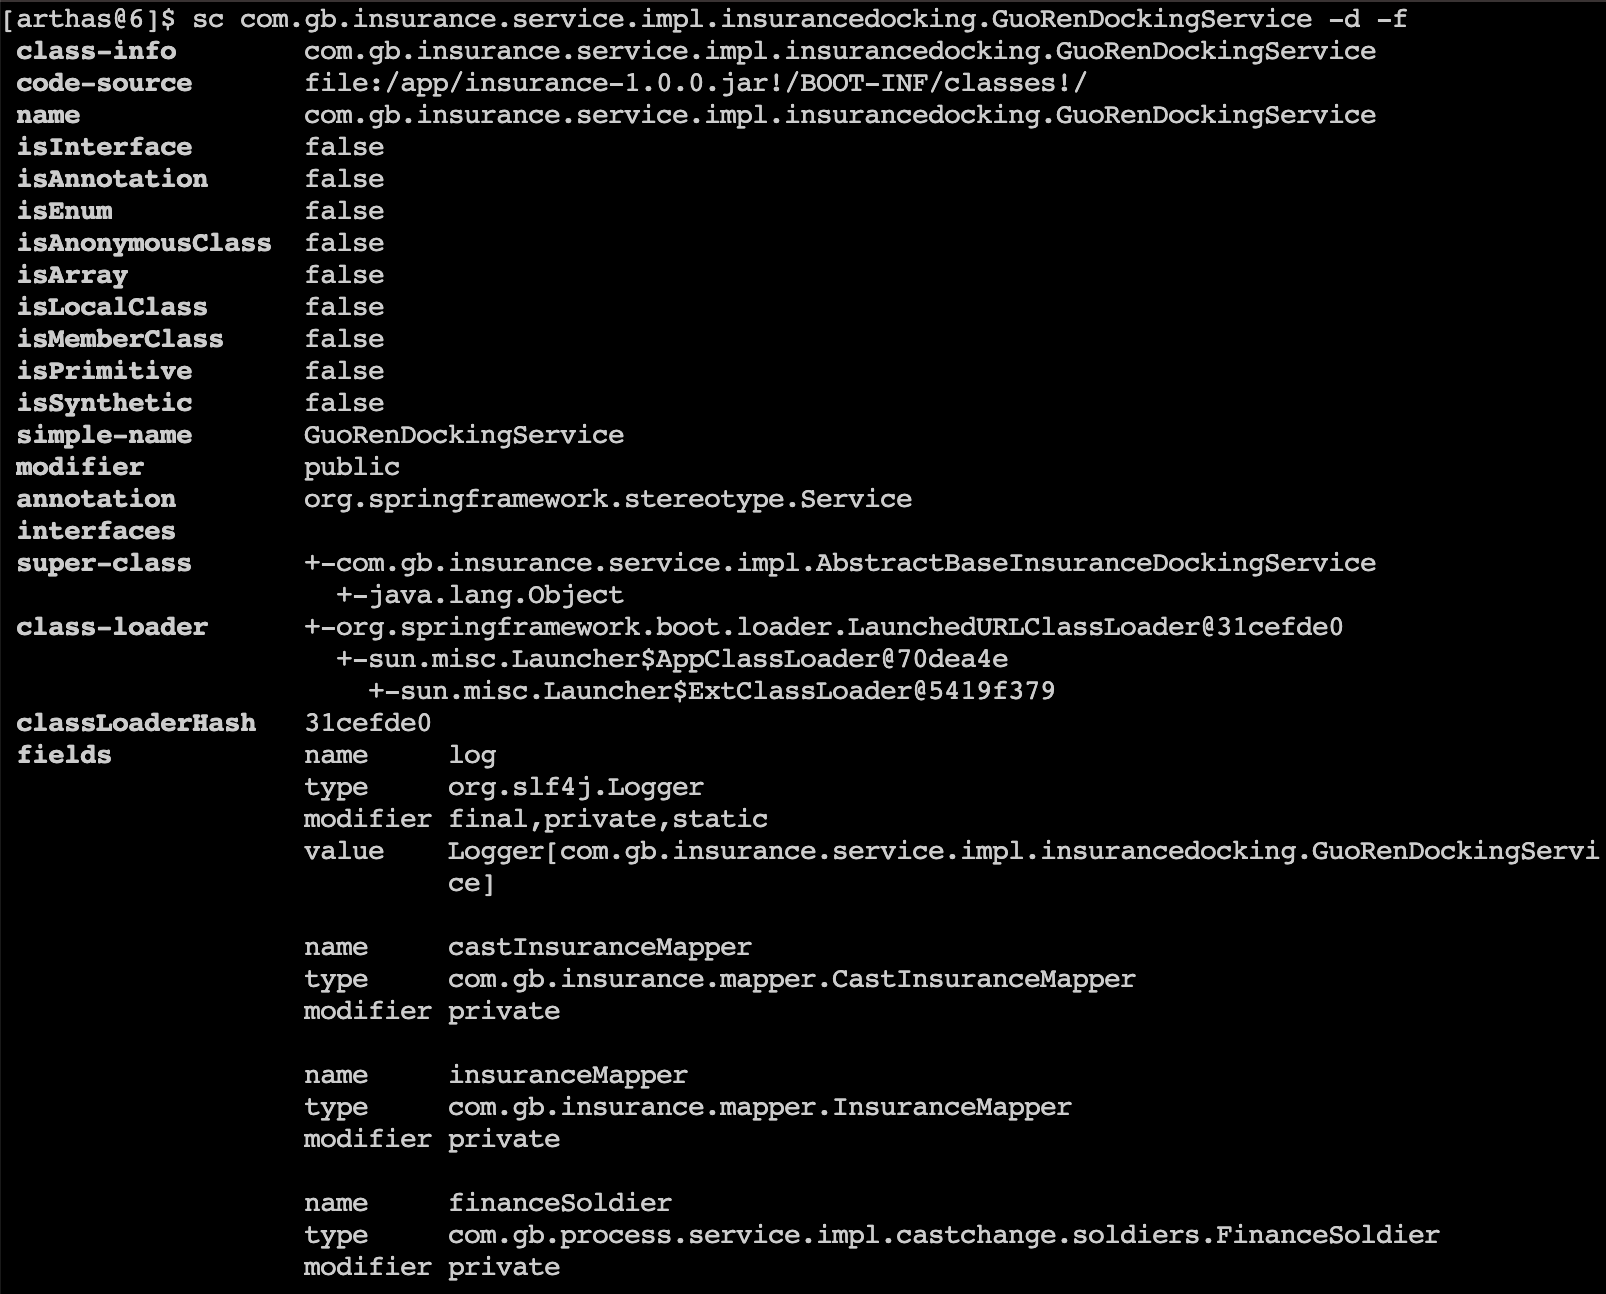 [arthas@6]$ sc com.gb.insurance.service.impl.insurancedocking.GuoRenDockingService -d -f
class-info com.gb.insurance.service.impl.insurancedocking.GuoRenDockingService
code-source file:/app/insurance-1.0.0.jar!/BOOT-INF/classes!/
name com.gb.insurance.service.impl.insurancedocking.GuoRenDockingService
isInterface false
isAnnotation false
isEnum false
isAnonymousClass false
isArray false
isLocalClass false
isMemberClass false
isPrimitive false
isSynthetic false
simple-name GuoRenDockingService
modifier public
annotation org.springframework.stereotype.Service
interfaces
super-class +-com.gb.insurance.service.impl.AbstractBaseInsuranceDockingService
+-java.lang.Object
class-loader +-org.springframework.boot.loader.LaunchedURLClassLoader@31cefde0
+-sun.misc.Launcher$AppClassLoader@70dea4e
+-sun.misc.Launcher$ExtClassLoader@5419f379
classLoaderHash 31cefde0
fields name log
type org.slf4j.Logger
modifier final,private,static
value Logger[com.gb.insurance.service.impl.insurancedocking.GuoRenDockingServi
ce]
name castInsuranceMapper
type com.gb.insurance.mapper.CastInsuranceMapper
modifier private
name insuranceMapper
type com.gb.insurance.mapper.InsuranceMapper
modifier private
name financeSoldier
type com.gb.process.service.impl.castchange.soldiers.FinanceSoldier
modifier private